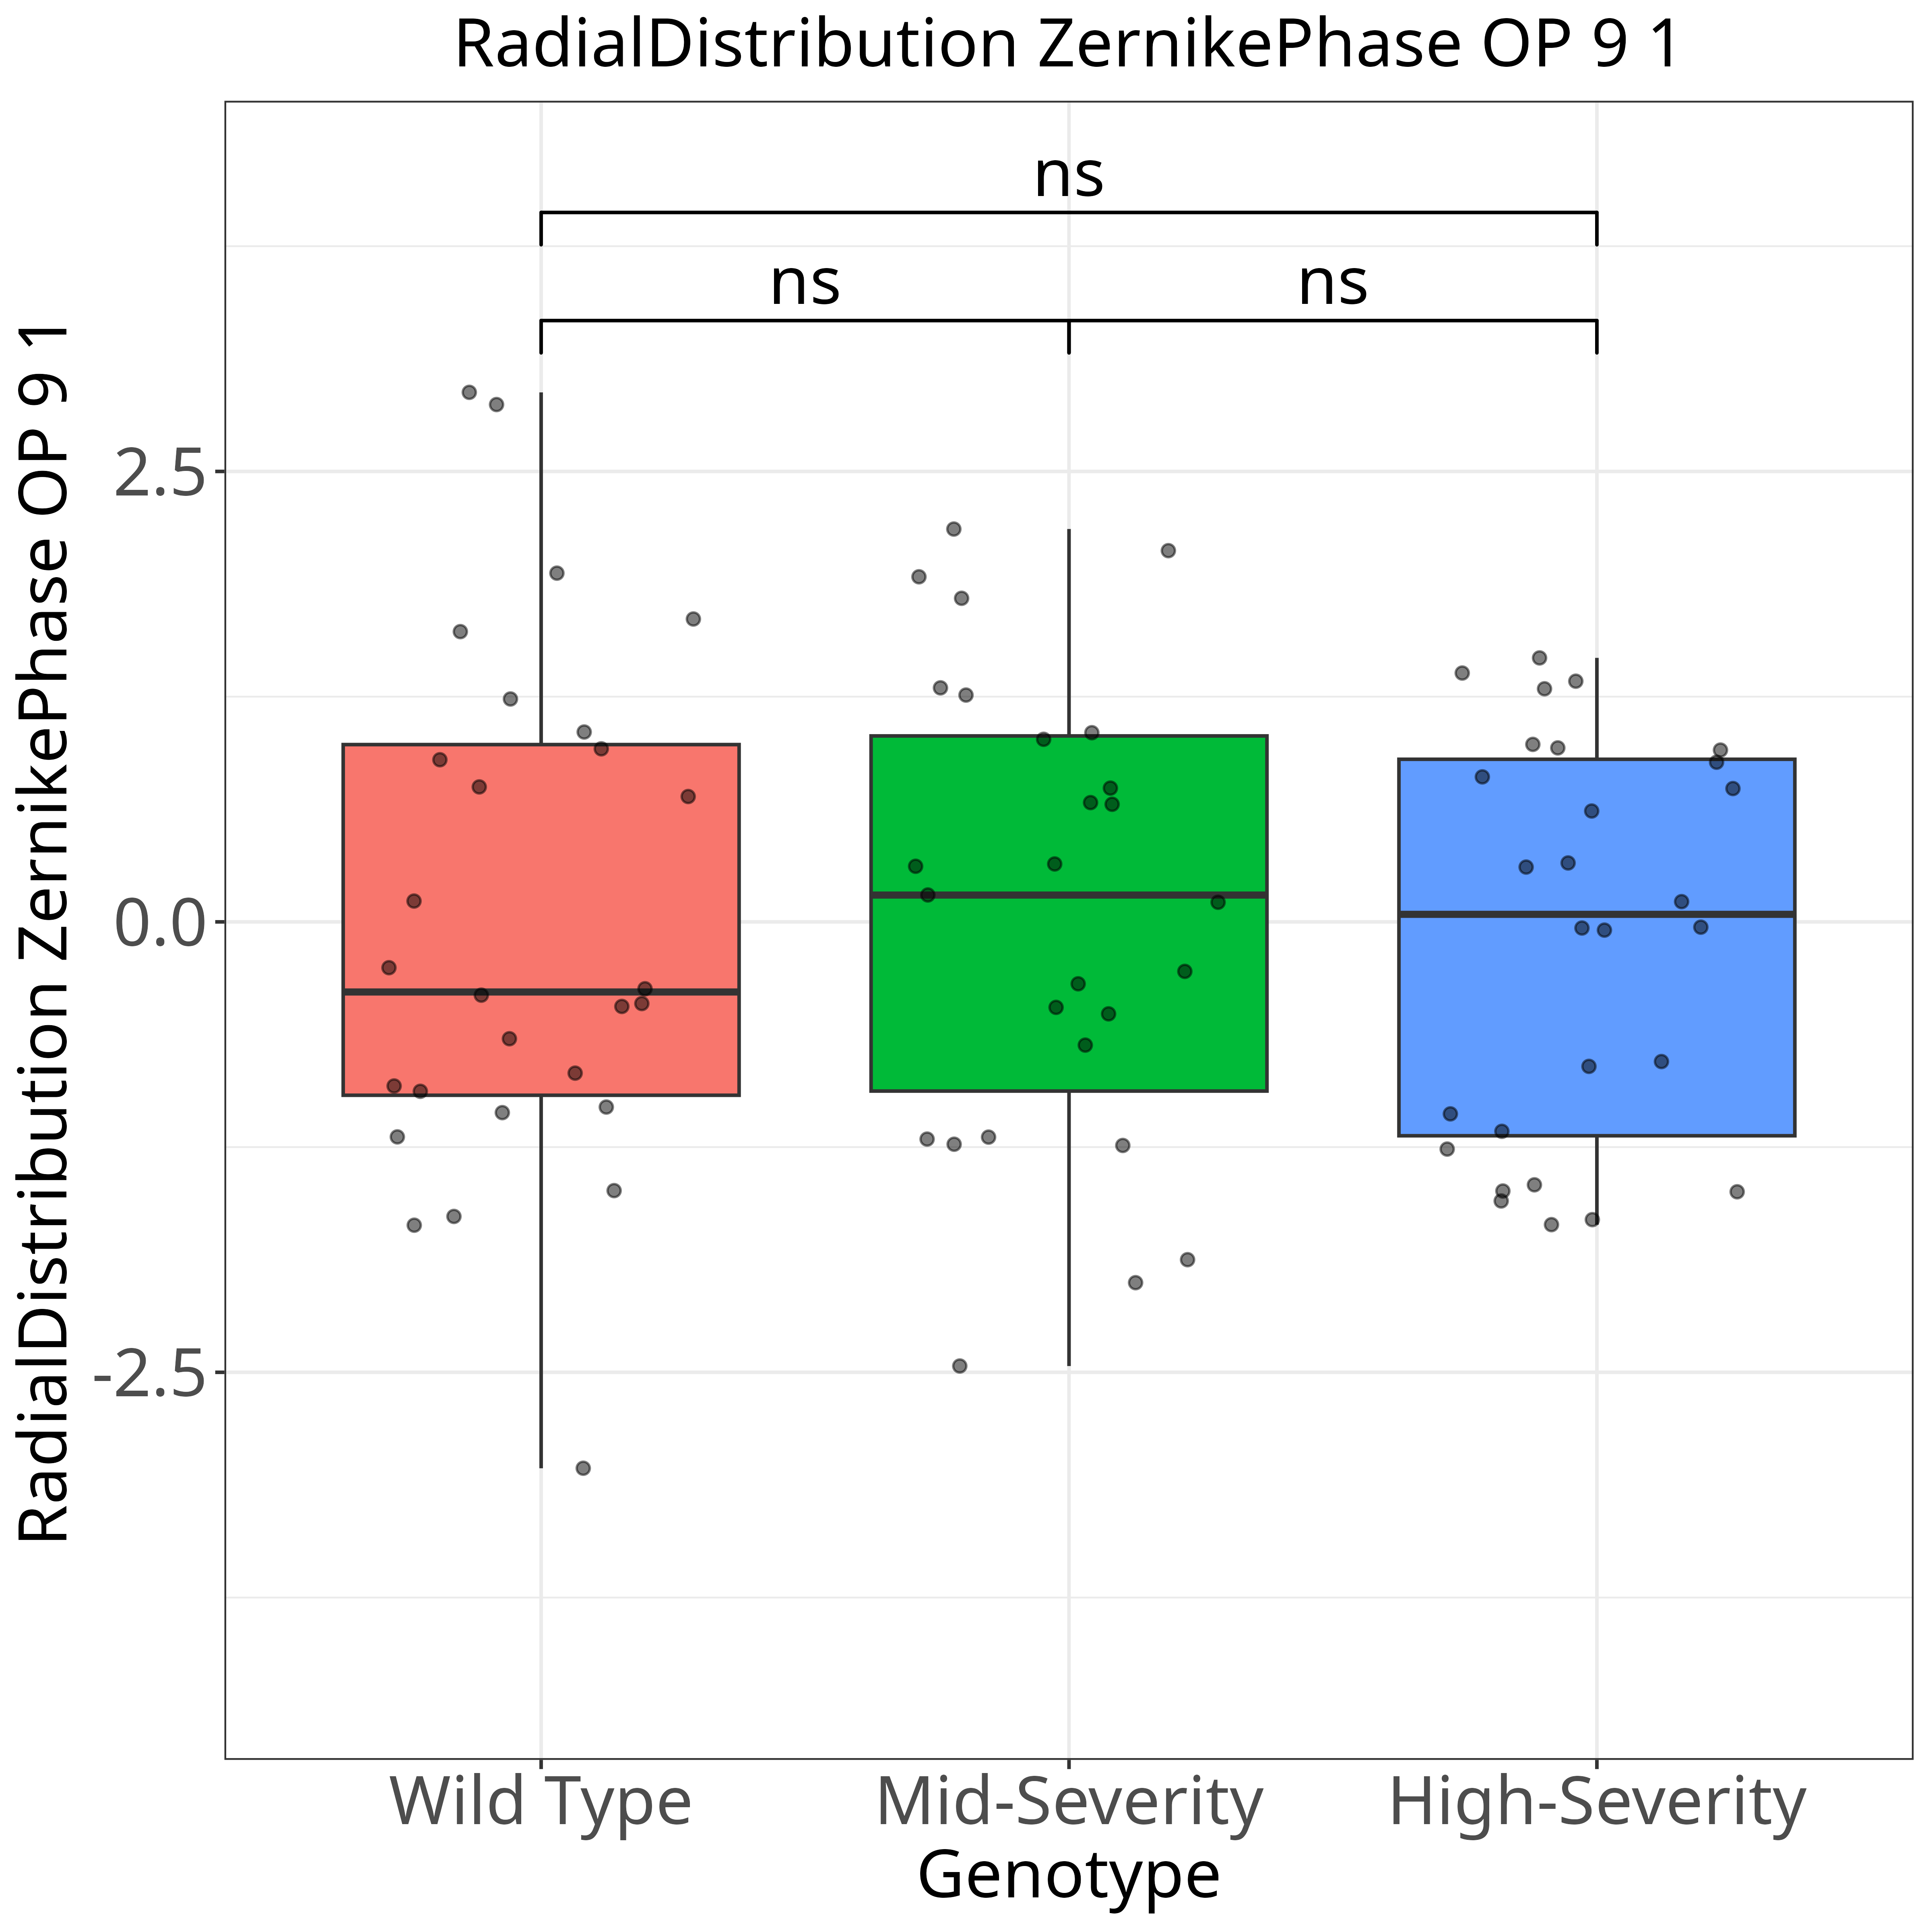 RadialDistribution ZernikePhase OP 9 1
ns
ns ns
RadialDistribution ZernikePhase OP 9 1
2.5
0.0
-2.5
Wild Type Mid-Severity High-Severity
Genotype